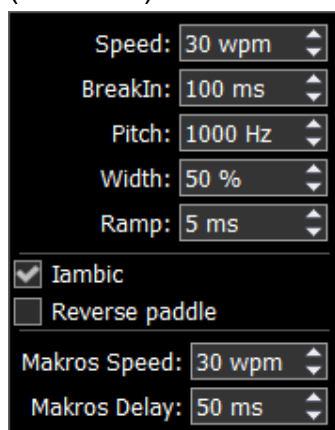 Speed: 30 wpm
BreakIn: 100 ms
Pitch: 1000 Hz
Width: 50 %
Ramp: 5 ms
Iambic
Reverse paddle
Makros Speed: 30 wpm
Makros Delay: 50 ms